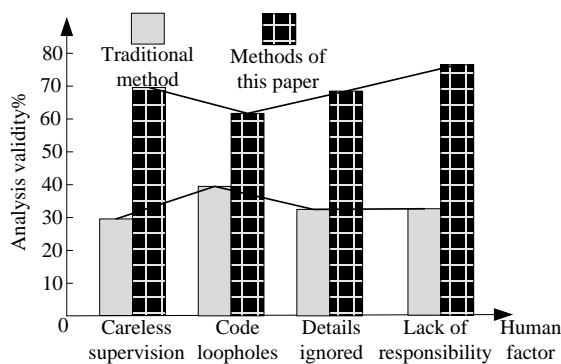 Traditional
method
Methods of
this paper
Analysis validity%
80
70
60
50
40
30
20
10
0
Careless
supervision
Code
loopholes
Details
ignored
Lack of
responsibility
Human
factor